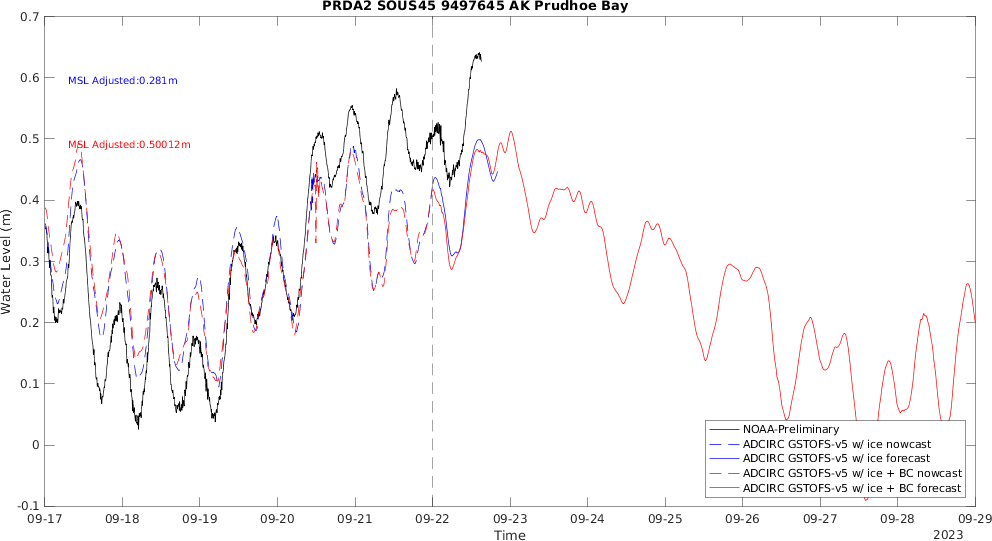 PRDA2 SOUS45 9497645 AK Prudhoe Bay
0.7
0.6
0.5
0.4
0.3
0.2
0.1
0
-0.1
Water Level (m)
MSL Adjusted:0.281m
MSL Adjusted:0.50012m
NOAA-Preliminary
ADCIRC GSTOFS-v5 w/ ice nowcast
ADCIRC GSTOFS-v5 w/ ice forecast
ADCIRC GSTOFS-v5 w/ ice + BC nowcast
ADCIRC GSTOFS-v5 w/ ice + BC forecast
09-17 09-18 09-19 09-20 09-21 09-22 09-23 09-24 09-25 09-26 09-27 09-28 09-29
Time
2023